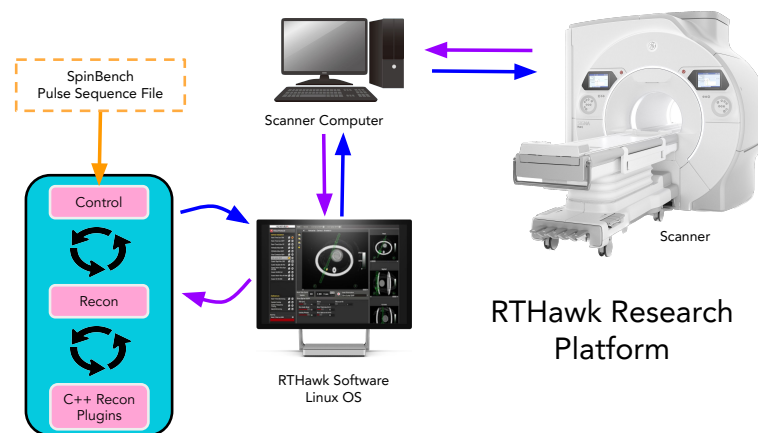 SpinBench
Pulse Sequence File
Scanner Computer
Control
Scanner
Recon
RTHawk Research
Platform
RTHawk Software
Linux OS
C++ Recon
Plugins